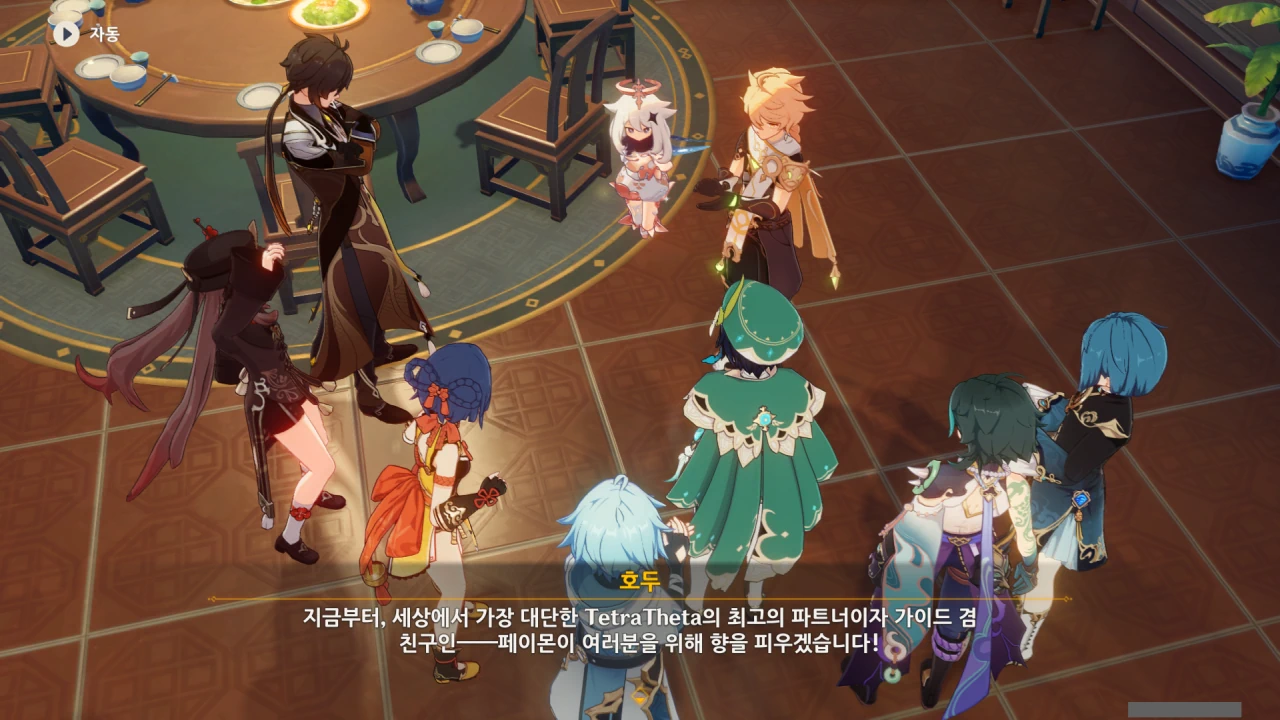 자동
호두
지금부터, 세상에서 가장 대단한 TetraTheta의 최고의 파트너이자 가이드 겸
친구인——페이몬이 여러분을 위해 향을 피우겠습니다!